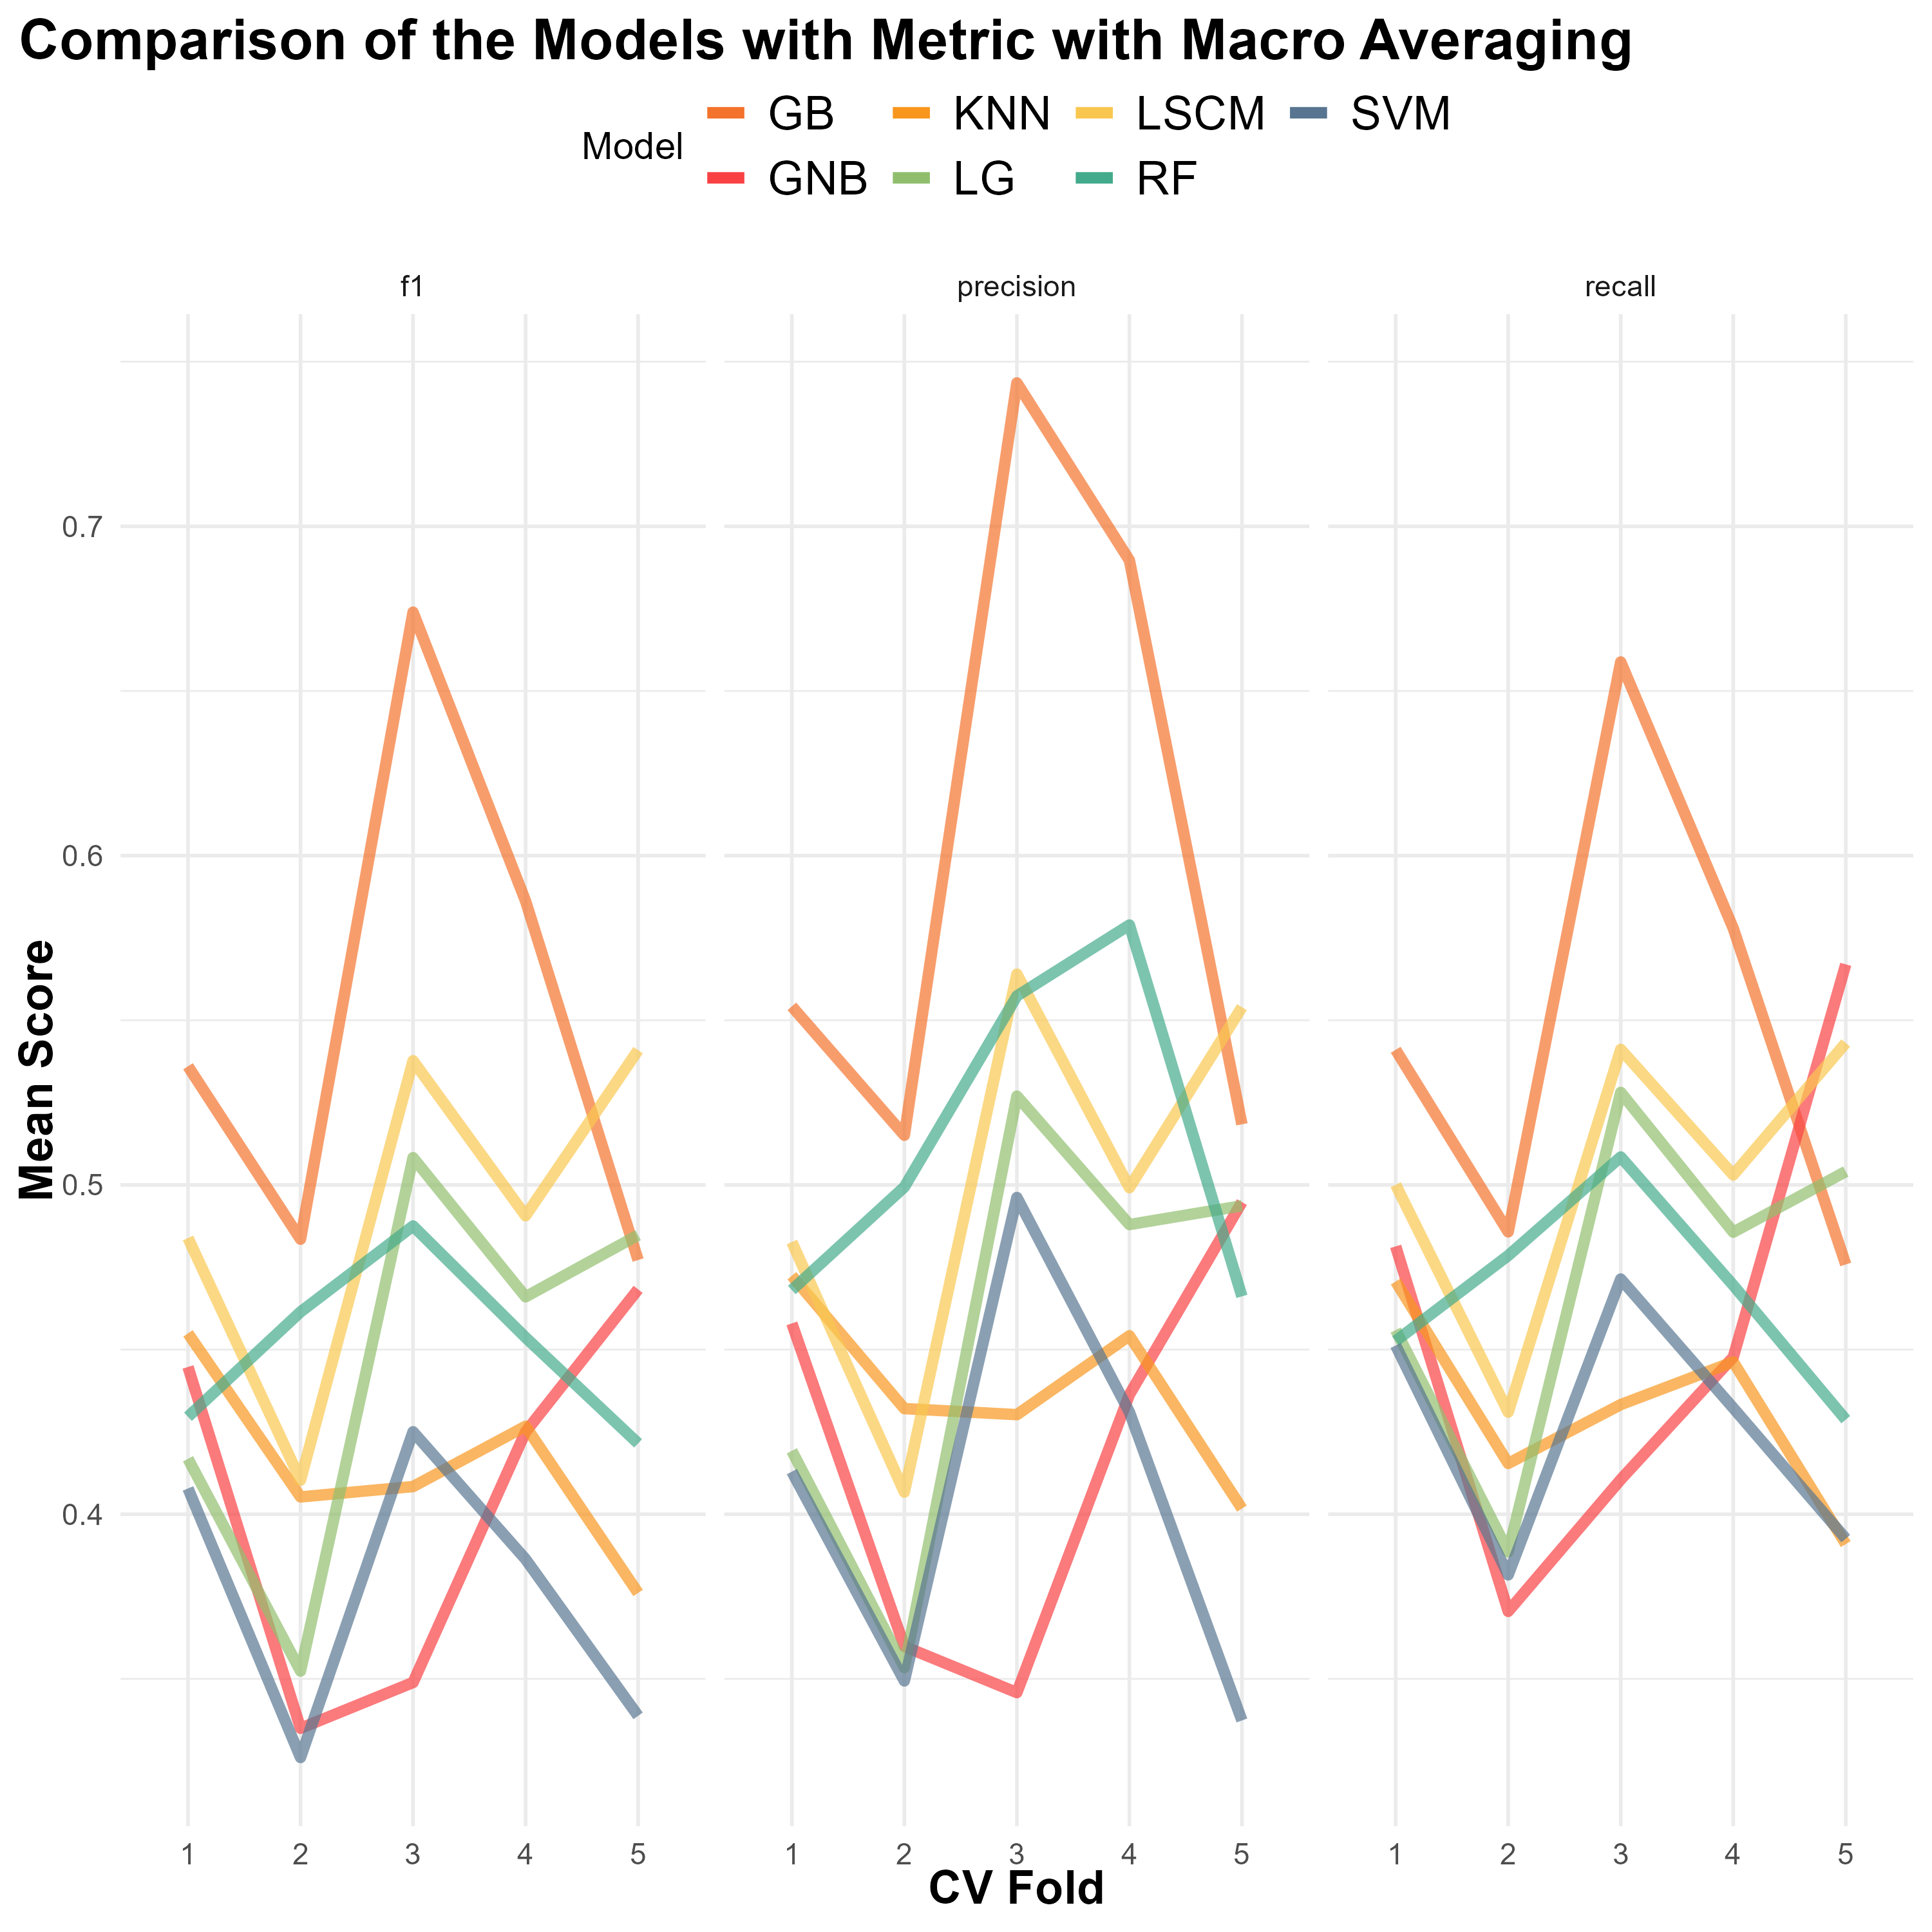 Comparison of the Models with Metric with Macro Averaging
Model
GB KNN LSCM SVM
GNB LG RF
f1 precision recall
0.7
0.6
0.5
0.4
Mean Score
1 2 3 4 5 1 2 3 4 5 1 2 3 4 5
CV Fold